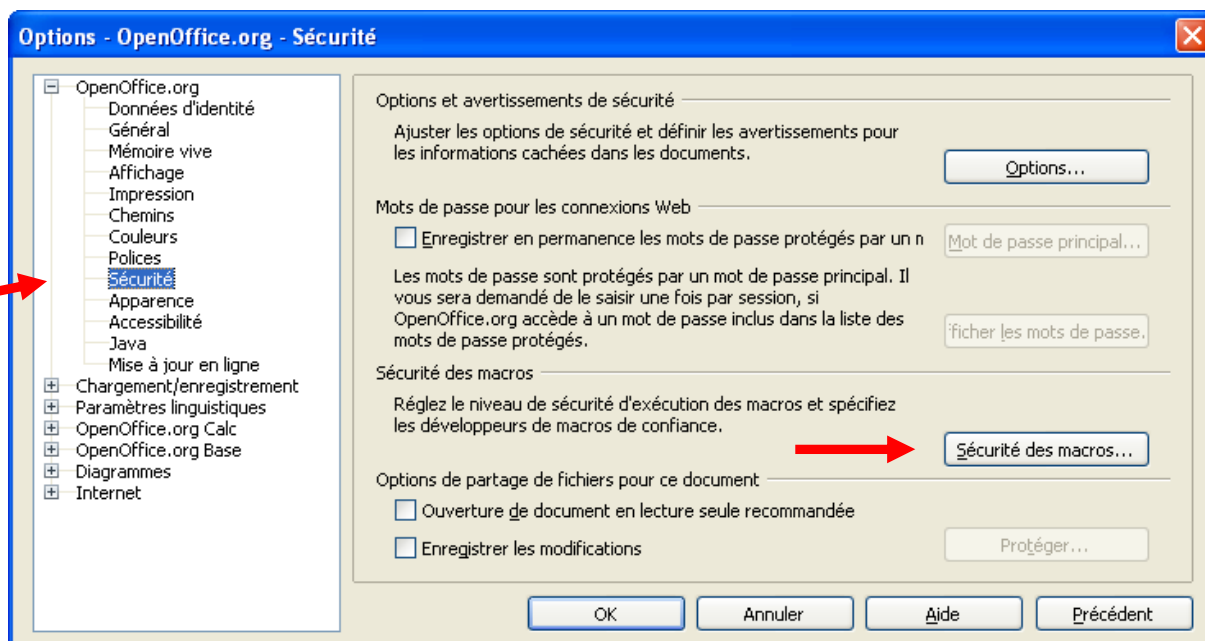 Options - OpenOffice.org - Sécurité
OpenOffice.org
Données d'identité
Général
Mémoire vive
Affichage
Impression
Chemins
Couleurs
Polices
Sécurité
Apparence
Accessibilité
Java
Mise à jour en ligne
Chargement/enregistrement
Paramètres linguistiques
OpenOffice.org Calc
OpenOffice.org Base
Diagrammes
Internet
Options et avertissements de sécurité
Ajuster les options de sécurité et définir les avertissements pour
les informations cachées dans les documents.
Options...
Mots de passe pour les connexions Web
Enregistrer en permanence les mots de passe protégés par un n
Mot de passe principal...
Les mots de passe sont protégés par un mot de passe principal. Il
vous sera demandé de le saisir une fois par session, si
OpenOffice.org accède à un mot de passe inclus dans la liste des
mots de passe protégés.
ficher les mots de passe.
Sécurité des macros
Réglez le niveau de sécurité d'exécution des macros et spécifiez
les développeurs de macros de confiance.
Sécurité des macros...
Options de partage de fichiers pour ce document
Ouverture de document en lecture seule recommandée
Enregistrer les modifications
Protéger...
OK
Annuler
Aide
Précédent